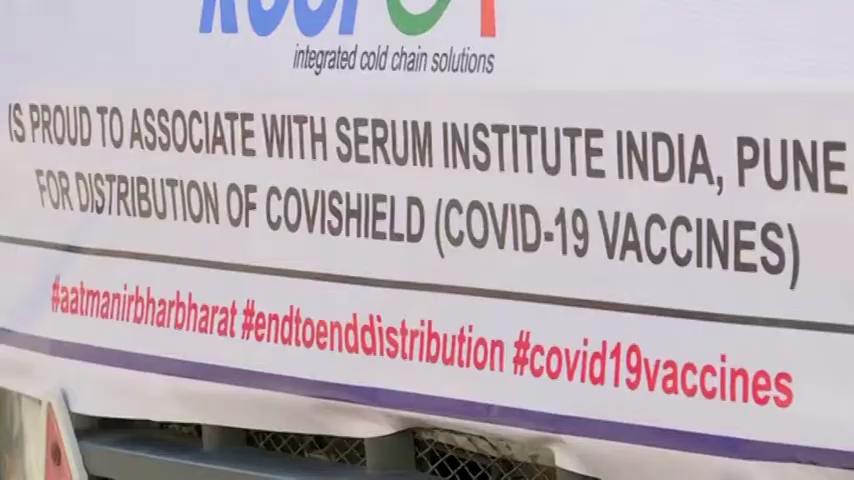 integrated cold chain solutions
IS PROUD TO ASSOCIATE WITH SERUM INSTITUTE INDIA, PUNE
FOR DISTRIBUTION OF COVISHIELD (COVID-19 VACCINES)
#aatmanirbharbharat #endtoenddistribution #covid19vaccines